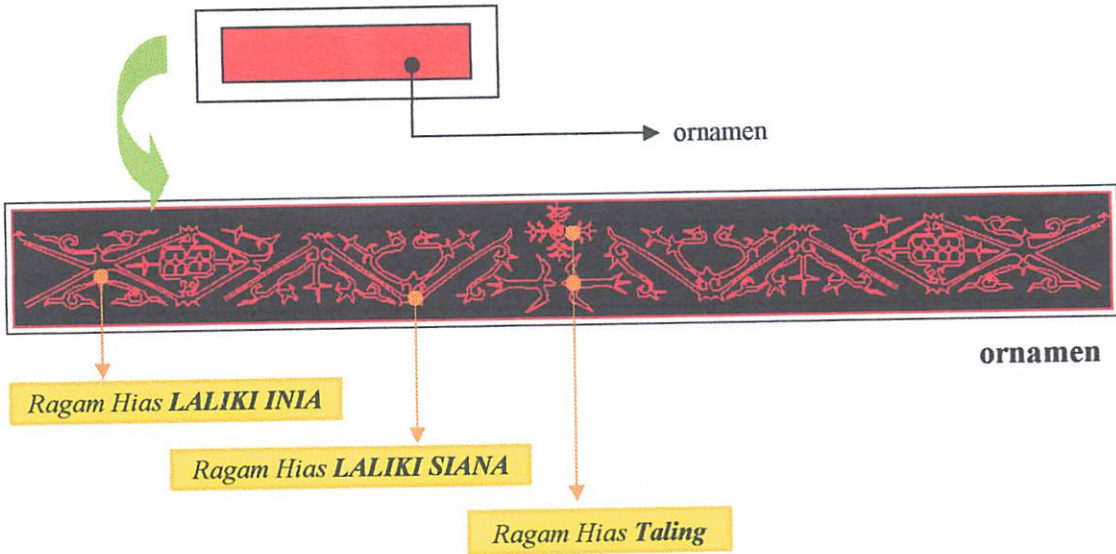 ornamen
ornamen
Ragam Hias LALIKI INIA
Ragam Hias LALIKI SIANA
Ragam Hias Taling